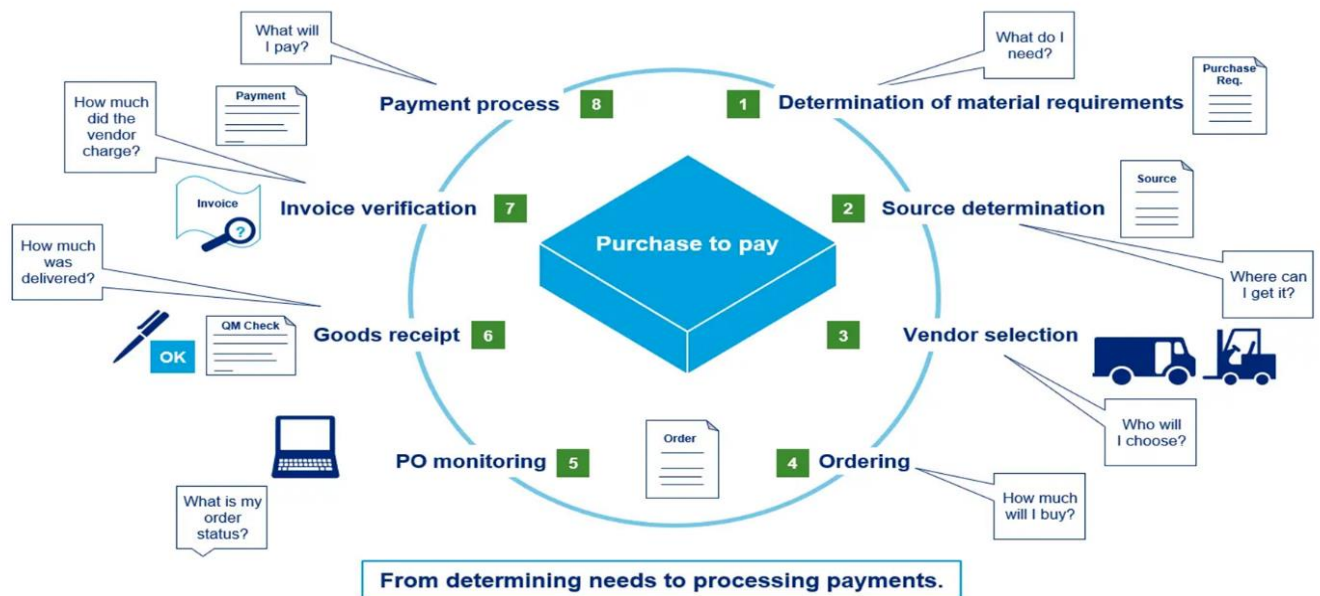 What will
I pay?
What do I
need?
Purchase
Req.
Payment process
8
1
Determination of material requirements
How much
did the
vendor
charge?
Payment
Source
Invoice
?
Invoice verification
7
2
Source determination
Purchase to pay
How much
was
delivered?
Where can
I get it?
OK
QM Check
Goods receipt
6
3
Vendor selection
Who will
I choose?
Order
PO monitoring
5
4
Ordering
What is my
order
status?
How much
will I buy?
From determining needs to processing payments.